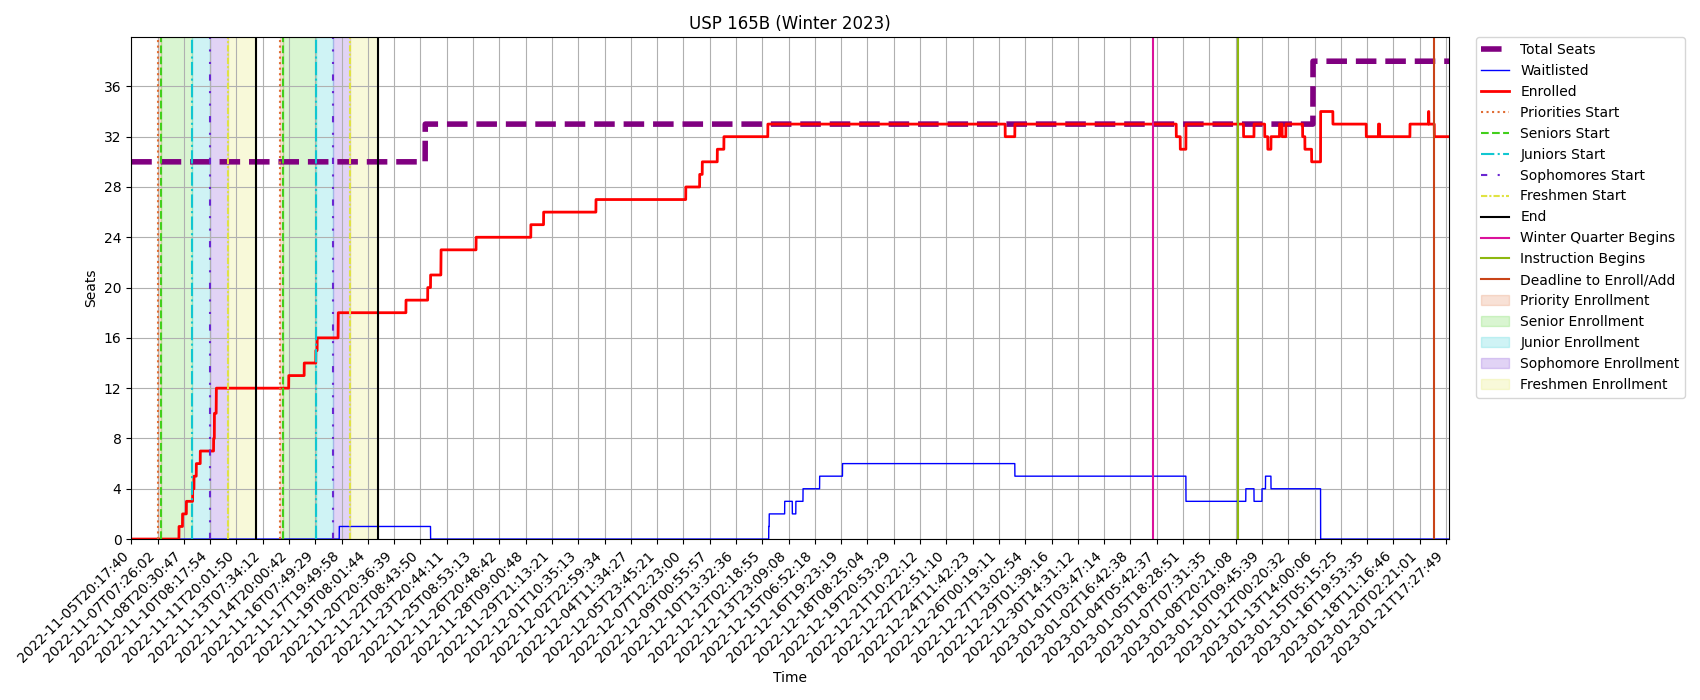 USP 165B (Winter 2023)
Seats
36
32
28
24
20
16
12
8
4
0
2022-11-05T20:17:40
2022-11-07T07:26:02
2022-11-08T20:30:47
2022-11-10T08:17:54
2022-11-11T20:01:50
2022-11-13T07:34:12
2022-11-14T20:00:42
2022-11-16T07:49:29
2022-11-17T19:49:58
2022-11-19T08:01:44
2022-11-20T20:36:39
2022-11-22T08:43:50
2022-11-23T20:44:11
2022-11-25T08:53:13
2022-11-26T20:48:42
2022-11-28T09:00:48
2022-11-29T21:13:21
2022-12-01T10:35:13
2022-12-02T22:59:34
2022-12-04T11:34:27
2022-12-05T23:45:21
2022-12-07T12:23:00
2022-12-09T00:55:57
2022-12-10T13:32:36
2022-12-12T02:18:55
2022-12-13T23:09:08
2022-12-15T06:52:18
2022-12-16T19:23:19
2022-12-18T08:25:04
2022-12-19T20:53:29
2022-12-21T10:22:12
2022-12-22T22:51:10
2022-12-24T11:42:23
2022-12-26T00:19:11
2022-12-27T13:02:54
2022-12-29T01:39:16
2022-12-30T14:31:12
2023-01-01T03:47:14
2023-01-02T16:42:38
2023-01-04T05:42:37
2023-01-05T18:28:51
2023-01-07T07:31:35
2023-01-08T20:21:08
2023-01-10T09:45:39
2023-01-12T00:20:32
2023-01-13T14:00:06
2023-01-15T05:15:25
2023-01-16T19:53:35
2023-01-18T11:16:46
2023-01-20T02:21:01
2023-01-21T17:27:49
Time
Total Seats
Waitlisted
Enrolled
Priorities Start
Seniors Start
Juniors Start
Sophomores Start
Freshmen Start
End
Winter Quarter Begins
Instruction Begins
Deadline to Enroll/Add
Priority Enrollment
Senior Enrollment
Junior Enrollment
Sophomore Enrollment
Freshmen Enrollment